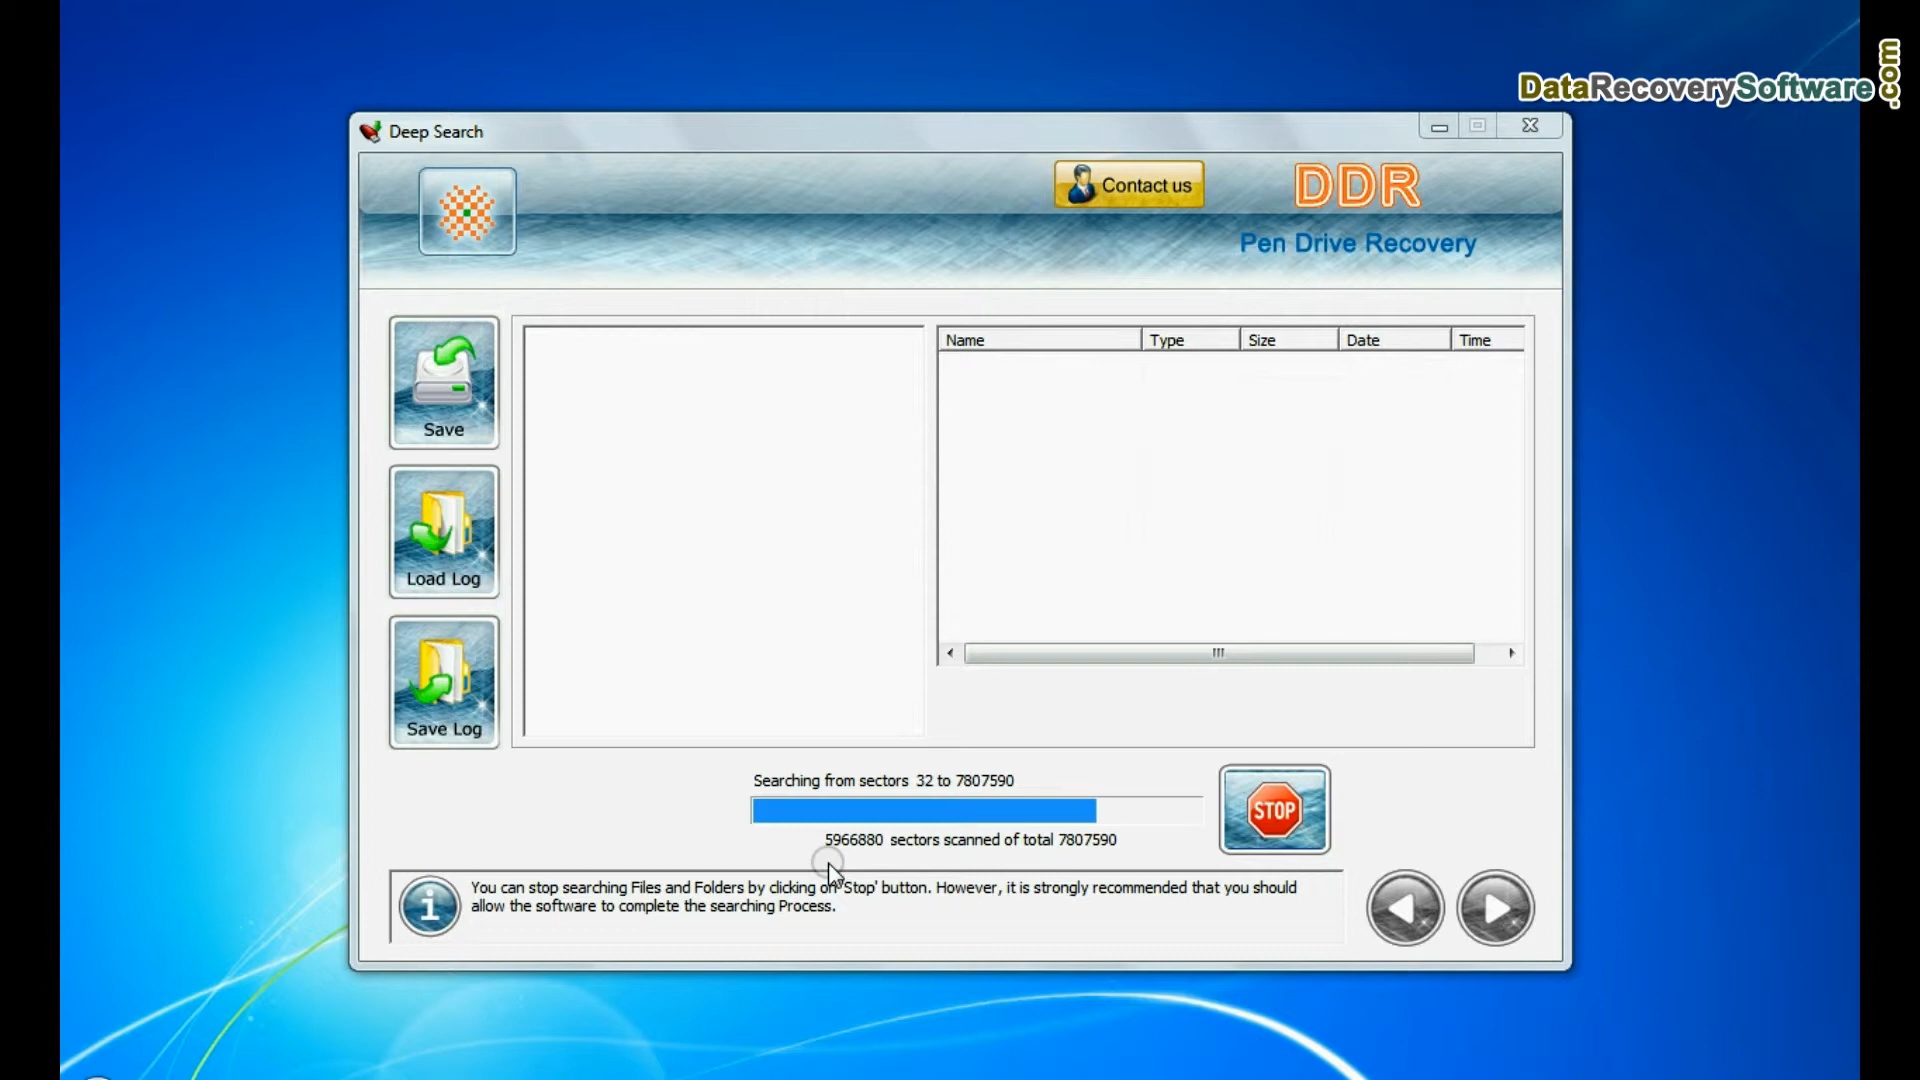 DataRecoverySoftware.com
Deep Search
Contact us
DDR
Pen Drive Recovery
Save
Load Log
Save Log
Name Type Size Date Time
Searching from sectors 32 to 7807590
5966880 sectors scanned of total 7807590
STOP
You can stop searching Files and Folders by clicking on 'Stop' button. However, it is strongly recommended that you should
allow the software to complete the searching Process.